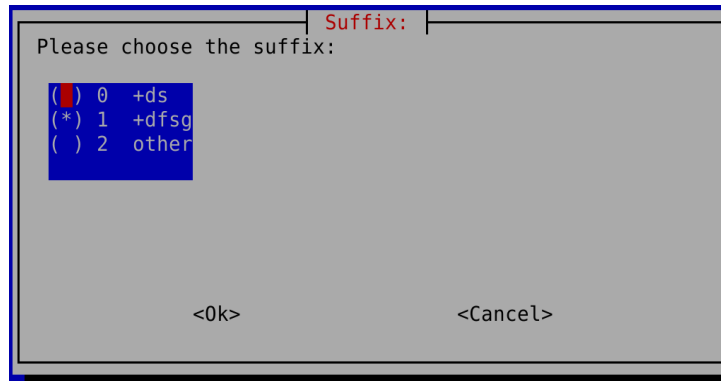 Suffix:
Please choose the suffix:
( ) 0 +ds
(*) 1 +dfsg
( ) 2 other
<Ok> <Cancel>